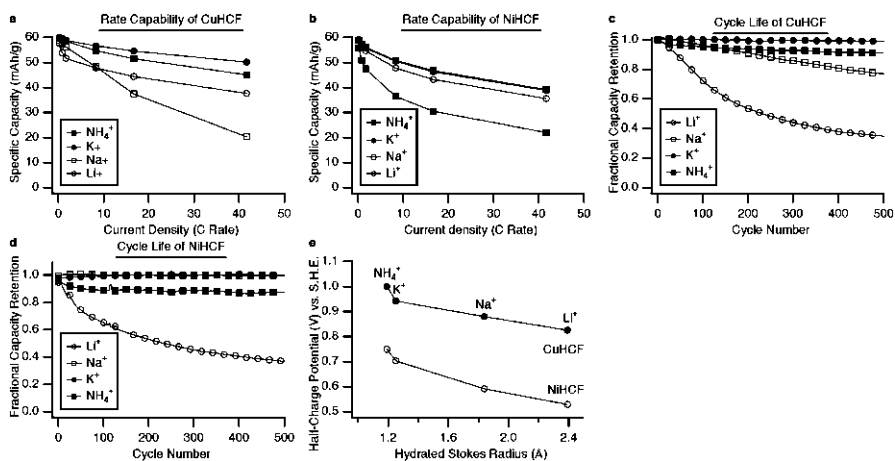 a
Rate Capability of CuHCF
60
50
40
30
20
10
0
Specific Capacity (mAh/g)
NH₄⁺
K+
Na+
Li+
0 10 20 30 40 50
Current Density (C Rate)
b
Rate Capability of NiHCF
60
50
40
30
20
10
0
Specific Capacity (mAh/g)
NH₄⁺
K⁺
Na⁺
Li⁺
0 10 20 30 40 50
Current density (C Rate)
c
Cycle Life of CuHCF
1.0
0.8
0.6
0.4
0.2
0.0
Fractional Capacity Retention
Li⁺
Na⁺
K⁺
NH₄⁺
0 100 200 300 400 500
Cycle Number
d
Cycle Life of NiHCF
1.0
0.8
0.6
0.4
0.2
0.0
Fractional Capacity Retention
Li⁺
Na⁺
K⁺
NH₄⁺
0 100 200 300 400 500
Cycle Number
e
1.1
1.0
0.9
0.8
0.7
0.6
0.5
Half-Charge Potential (V) vs. S.H.E.
NH₄⁺
K⁺
Na⁺
Li⁺
CuHCF
NiHCF
1.2 1.6 2.0 2.4
Hydrated Stokes Radius (Å)